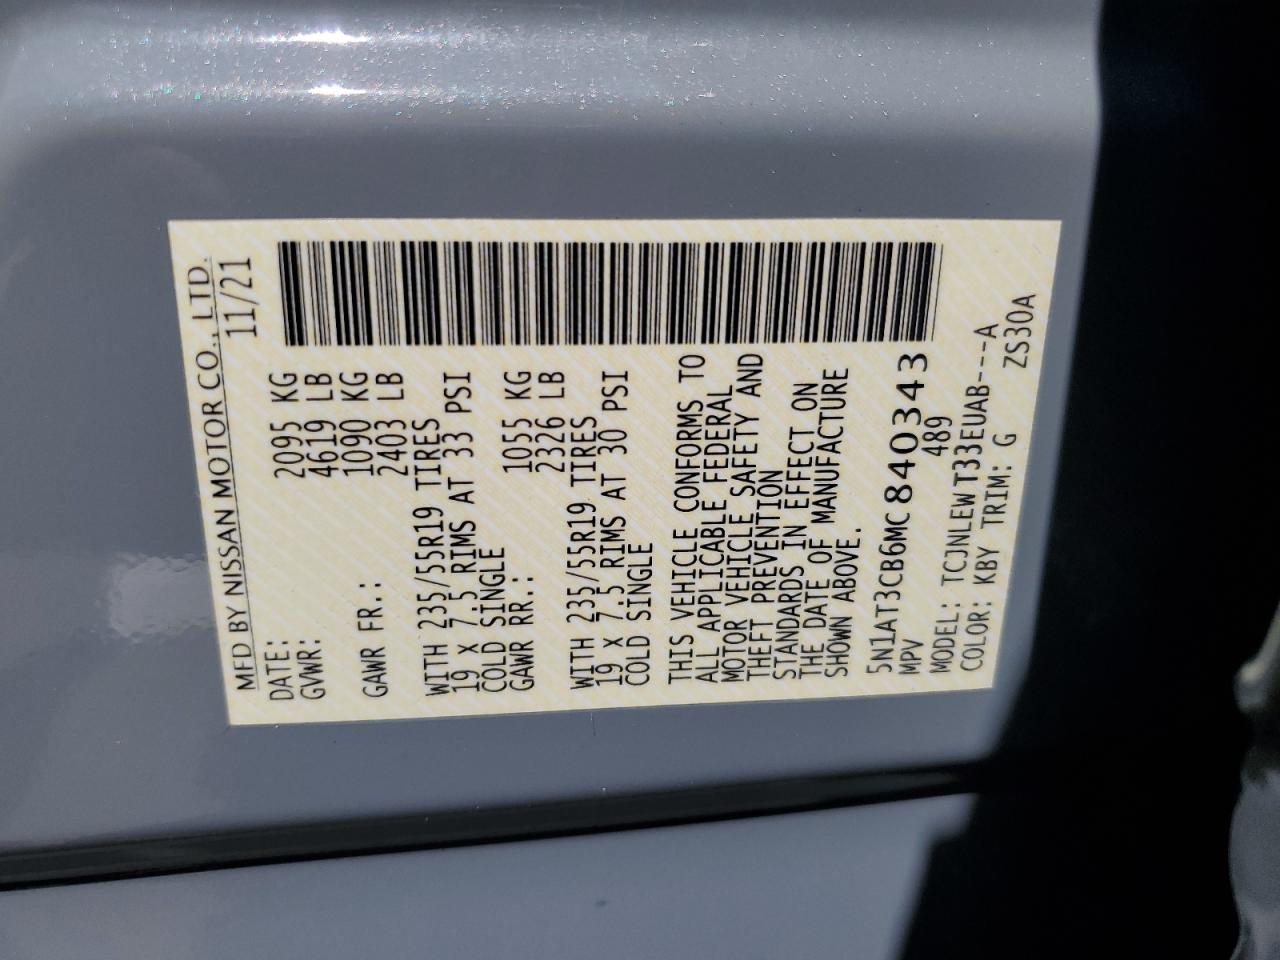 MFD BY NISSAN MOTOR CO., LTD.
DATE: 11/21
GVWR: 2095 KG
4619 LB
GAWR FR.: 1090 KG
2403 LB
WITH 235/55R19 TIRES
19 X 7.5 RIMS AT 33 PSI
COLD SINGLE
GAWR RR.: 1055 KG
2326 LB
WITH 235/55R19 TIRES
19 X 7.5 RIMS AT 30 PSI
COLD SINGLE
THIS VEHICLE CONFORMS TO
ALL APPLICABLE FEDERAL
MOTOR VEHICLE SAFETY AND
THEFT PREVENTION
STANDARDS IN EFFECT ON
THE DATE OF MANUFACTURE
SHOWN ABOVE.
5N1AT3CB6MC840343
MPV 489
MODEL: TCJNLEWT33EUAB---A
COLOR: KBY TRIM: G ZS30A